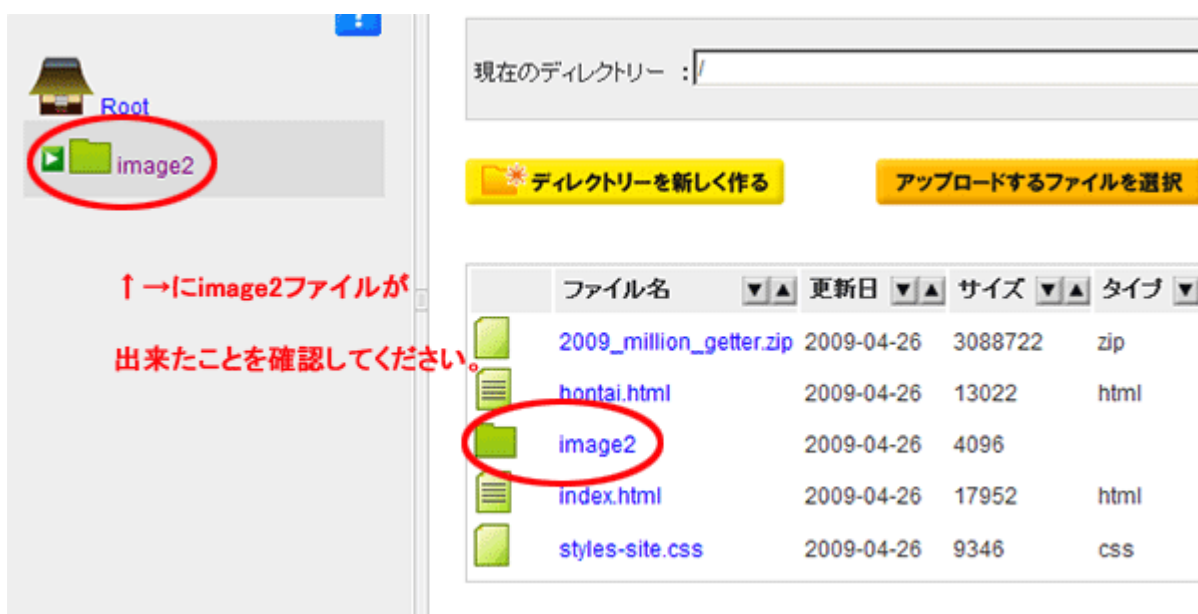 Root
image2
↑→にimage2ファイルが
出来たことを確認してください。
現在のディレクトリー :/
ディレクトリーを新しく作る アップロードするファイルを選択
ファイル名 ▼▲ 更新日 ▼▲ サイズ ▼▲ タイプ ▼
2009_million_getter.zip 2009-04-26 3088722 zip
hontai.html 2009-04-26 13022 html
image2 2009-04-26 4096
index.html 2009-04-26 17952 html
styles-site.css 2009-04-26 9346 css